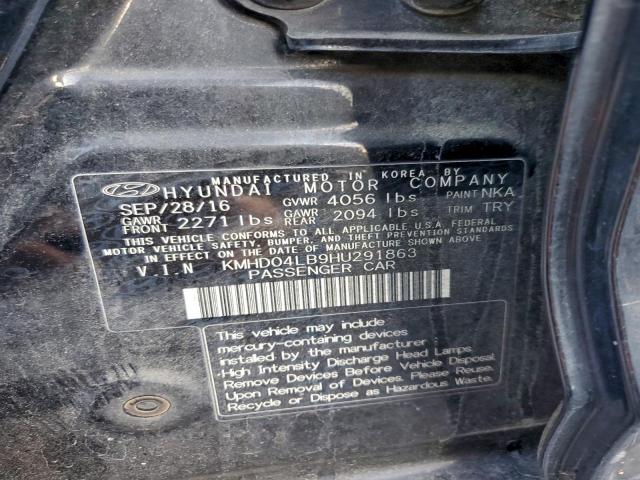 MANUFACTURED IN KOREA BY
HYUNDAI MOTOR COMPANY
SEP/28/16 GVWR 4056 lbs PAINT NKA
GAWR FRONT 2271 lbs GAWR REAR 2094 lbs TRIM TRY
THIS VEHICLE CONFORMS TO ALL APPLICABLE U.S.A. FEDERAL
MOTOR VEHICLE SAFETY, BUMPER, AND THEFT PREVENTION STANDARDS
IN EFFECT ON THE DATE OF MANUFACTURE SHOWN ABOVE.
V I N KMHD04LB9HU291863
PASSENGER CAR
This vehicle may include
mercury-containing devices
installed by the manufacturer :
·High Intensity Discharge Head Lamps
Remove Devices Before Vehicle Disposal.
Upon Removal of Devices, Please Reuse,
Recycle or Dispose as Hazardous Waste.